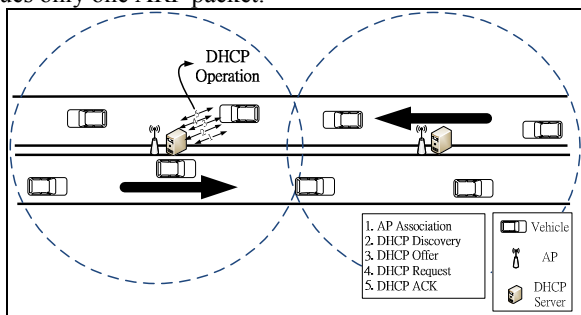 DHCP
Operation
1. AP Association
2. DHCP Discovery
3. DHCP Offer
4. DHCP Request
5. DHCP ACK
Vehicle
AP
DHCP
Server